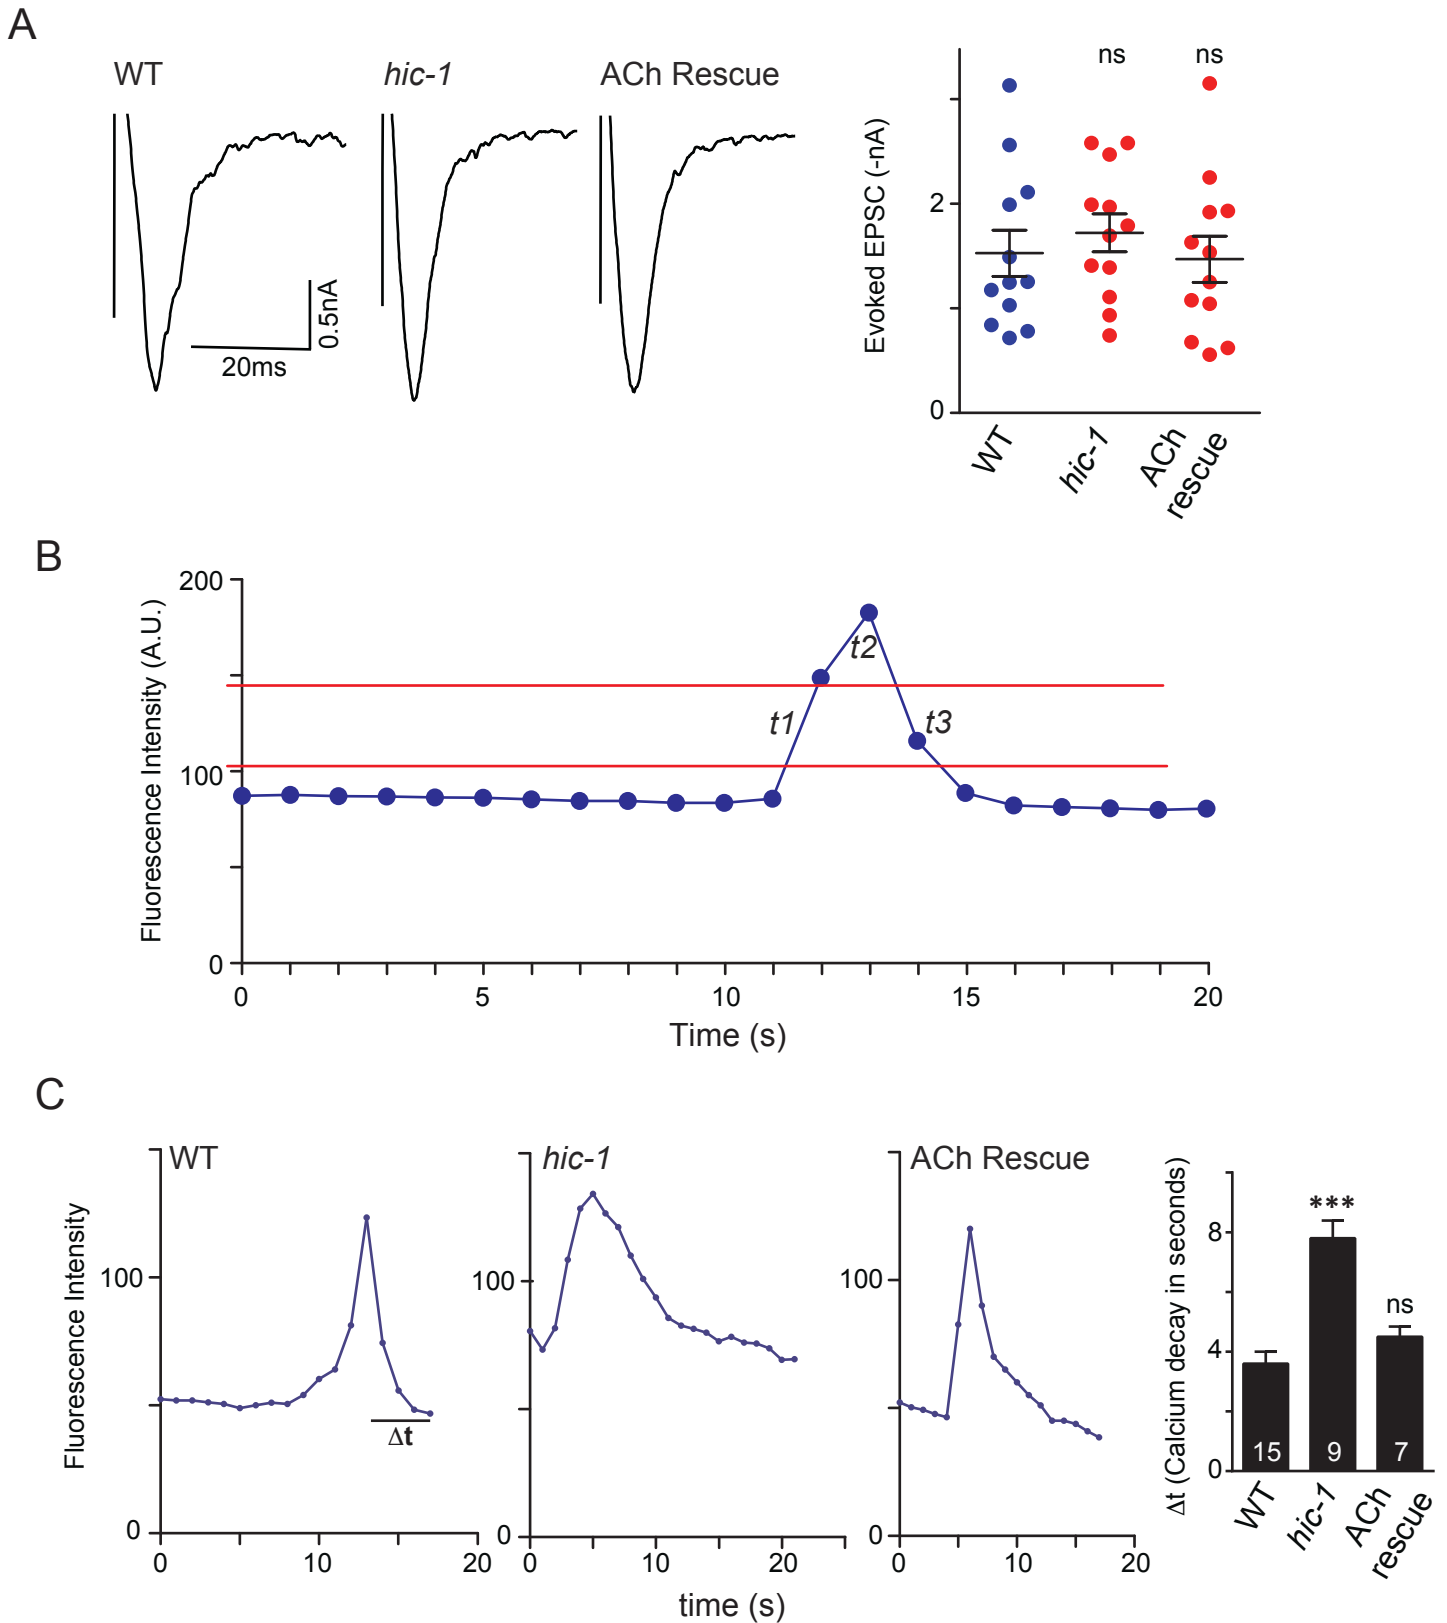 A
WT
hic-1
ACh Rescue
0.5nA
20ms
Evoked EPSC (-nA)
2
0
ns
ns
WT
hic-1
ACh
rescue
B
Fluorescence Intensity (A.U.)
200
100
0
t1
t2
t3
0
5
10
15
20
Time (s)
C
Fluorescence Intensity
WT
100
0
Δt
0
10
20
hic-1
100
0
0
10
20
ACh Rescue
100
0
0
10
20
time (s)
Δt (Calcium decay in seconds)
8
4
0
***
ns
15
9
7
WT
hic-1
ACh
rescue